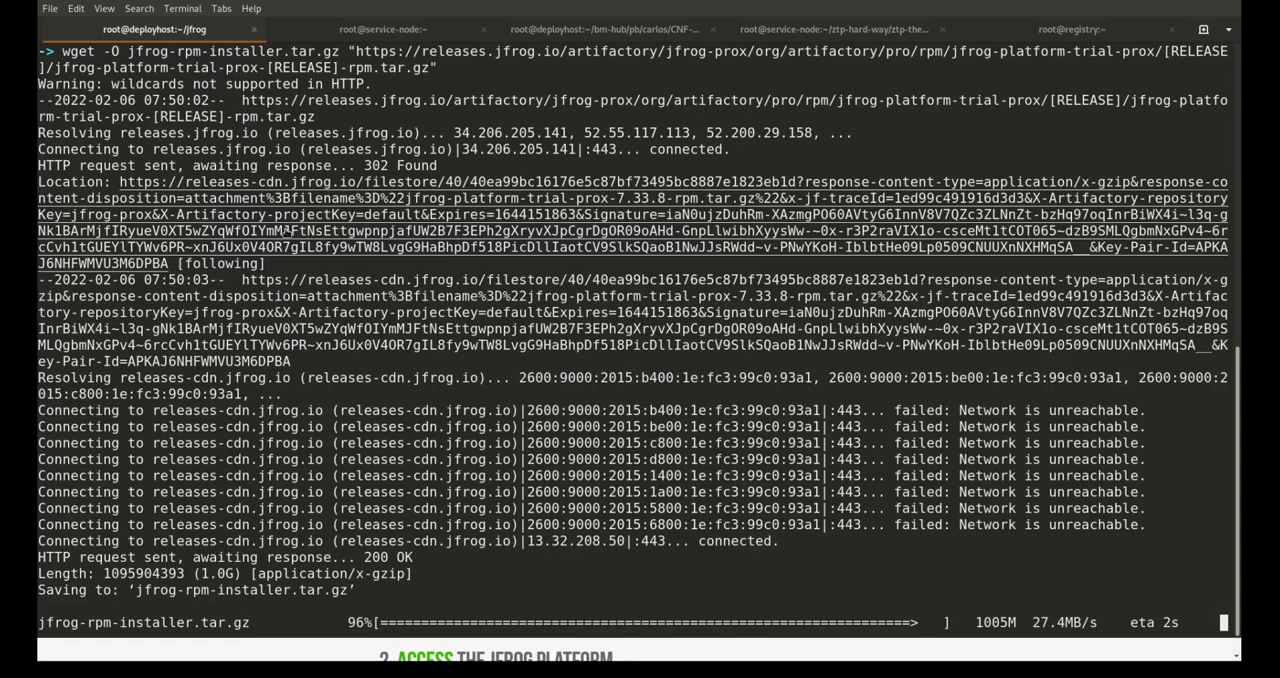 File Edit View Search Terminal Tabs Help
root@deployhost:~/jfrog × root@service-node:~ × root@deployhost:~/bm-hub/pb/carlos/CNF-... × root@service-node:~/ztp-hard-way/ztp-the... × root@registry:~ ×
-> wget -O jfrog-rpm-installer.tar.gz "https://releases.jfrog.io/artifactory/jfrog-prox/org/artifactory/pro/rpm/jfrog-platform-trial-prox/[RELEASE
]/jfrog-platform-trial-prox-[RELEASE]-rpm.tar.gz"
Warning: wildcards not supported in HTTP.
--2022-02-06 07:50:02-- https://releases.jfrog.io/artifactory/jfrog-prox/org/artifactory/pro/rpm/jfrog-platform-trial-prox/[RELEASE]/jfrog-platfo
rm-trial-prox-[RELEASE]-rpm.tar.gz
Resolving releases.jfrog.io (releases.jfrog.io)... 34.206.205.141, 52.55.117.113, 52.200.29.158, ...
Connecting to releases.jfrog.io (releases.jfrog.io)|34.206.205.141|:443... connected.
HTTP request sent, awaiting response... 302 Found
Location: https://releases-cdn.jfrog.io/filestore/40/40ea99bc16176e5c87bf73495bc8887e1823eb1d?response-content-type=application/x-gzip&response-co
ntent-disposition=attachment%3Bfilename%3D%22jfrog-platform-trial-prox-7.33.8-rpm.tar.gz%22&x-jf-traceId=1ed99c491916d3d3&X-Artifactory-repository
Key=jfrog-prox&X-Artifactory-projectKey=default&Expires=1644151863&Signature=iaN0ujzDuhRm-XAzmgPO60AVtyG6InnV8V7QZc3ZLNnZt-bzHq97oqInrBiWX4i~l3q-g
Nk1BArMjfIRyueV0XT5wZYqWfOIYmMJFtNsEttgwpnpjafUW2B7F3EPh2gXryvXJpCgrDgOR09oAHd-GnpLlwibhXyysWw-~0x-r3P2raVIX1o-csceMt1tCOT065~dzB9SMLQgbmNxGPv4~6r
cCvh1tGUEYlTYWv6PR~xnJ6Ux0V4OR7gIL8fy9wTW8LvgG9HaBhpDf518PicDllIaotCV9SlkSQaoB1NwJJsRWdd~v-PNwYKoH-IblbtHe09Lp0509CNUUXnNXHMqSA__&Key-Pair-Id=APKA
J6NHFWMVU3M6DPBA [following]
--2022-02-06 07:50:03-- https://releases-cdn.jfrog.io/filestore/40/40ea99bc16176e5c87bf73495bc8887e1823eb1d?response-content-type=application/x-g
zip&response-content-disposition=attachment%3Bfilename%3D%22jfrog-platform-trial-prox-7.33.8-rpm.tar.gz%22&x-jf-traceId=1ed99c491916d3d3&X-Artifac
tory-repositoryKey=jfrog-prox&X-Artifactory-projectKey=default&Expires=1644151863&Signature=iaN0ujzDuhRm-XAzmgPO60AVtyG6InnV8V7QZc3ZLNnZt-bzHq97oq
InrBiWX4i~l3q-gNk1BArMjfIRyueV0XT5wZYqWfOIYmMJFtNsEttgwpnpjafUW2B7F3EPh2gXryvXJpCgrDgOR09oAHd-GnpLlwibhXyysWw-~0x-r3P2raVIX1o-csceMt1tCOT065~dzB9S
MLQgbmNxGPv4~6rcCvh1tGUEYlTYWv6PR~xnJ6Ux0V4OR7gIL8fy9wTW8LvgG9HaBhpDf518PicDllIaotCV9SlkSQaoB1NwJJsRWdd~v-PNwYKoH-IblbtHe09Lp0509CNUUXnNXHMqSA__&K
ey-Pair-Id=APKAJ6NHFWMVU3M6DPBA
Resolving releases-cdn.jfrog.io (releases-cdn.jfrog.io)... 2600:9000:2015:b400:1e:fc3:99c0:93a1, 2600:9000:2015:be00:1e:fc3:99c0:93a1, 2600:9000:2
015:c800:1e:fc3:99c0:93a1, ...
Connecting to releases-cdn.jfrog.io (releases-cdn.jfrog.io)|2600:9000:2015:b400:1e:fc3:99c0:93a1|:443... failed: Network is unreachable.
Connecting to releases-cdn.jfrog.io (releases-cdn.jfrog.io)|2600:9000:2015:be00:1e:fc3:99c0:93a1|:443... failed: Network is unreachable.
Connecting to releases-cdn.jfrog.io (releases-cdn.jfrog.io)|2600:9000:2015:c800:1e:fc3:99c0:93a1|:443... failed: Network is unreachable.
Connecting to releases-cdn.jfrog.io (releases-cdn.jfrog.io)|2600:9000:2015:d800:1e:fc3:99c0:93a1|:443... failed: Network is unreachable.
Connecting to releases-cdn.jfrog.io (releases-cdn.jfrog.io)|2600:9000:2015:1400:1e:fc3:99c0:93a1|:443... failed: Network is unreachable.
Connecting to releases-cdn.jfrog.io (releases-cdn.jfrog.io)|2600:9000:2015:1a00:1e:fc3:99c0:93a1|:443... failed: Network is unreachable.
Connecting to releases-cdn.jfrog.io (releases-cdn.jfrog.io)|2600:9000:2015:5800:1e:fc3:99c0:93a1|:443... failed: Network is unreachable.
Connecting to releases-cdn.jfrog.io (releases-cdn.jfrog.io)|2600:9000:2015:6800:1e:fc3:99c0:93a1|:443... failed: Network is unreachable.
Connecting to releases-cdn.jfrog.io (releases-cdn.jfrog.io)|13.32.208.50|:443... connected.
HTTP request sent, awaiting response... 200 OK
Length: 1095904393 (1.0G) [application/x-gzip]
Saving to: ‘jfrog-rpm-installer.tar.gz’
jfrog-rpm-installer.tar.gz 96%[===========================================================> ] 1005M 27.4MB/s eta 2s
2. ACCESS THE JFROG PLATFORM